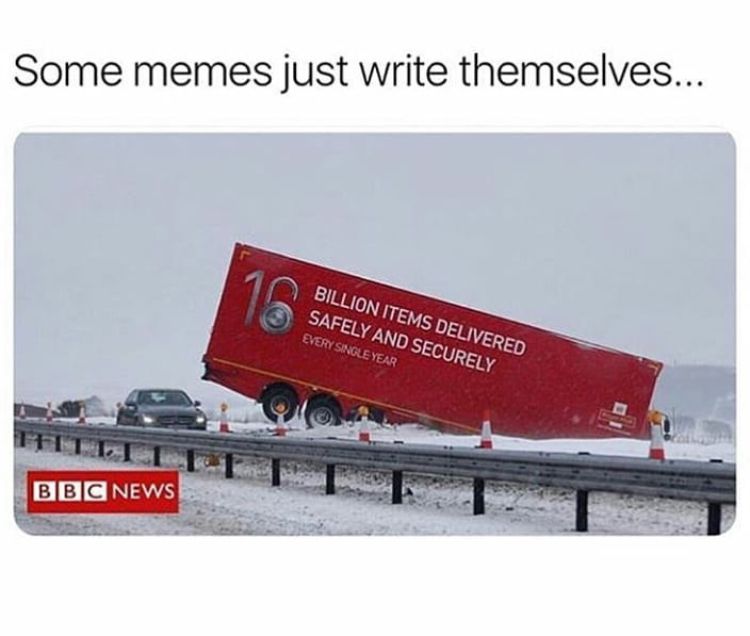 Some memes just write themselves...
16
BILLION ITEMS DELIVERED
SAFELY AND SECURELY
EVERY SINGLE YEAR
BBC NEWS